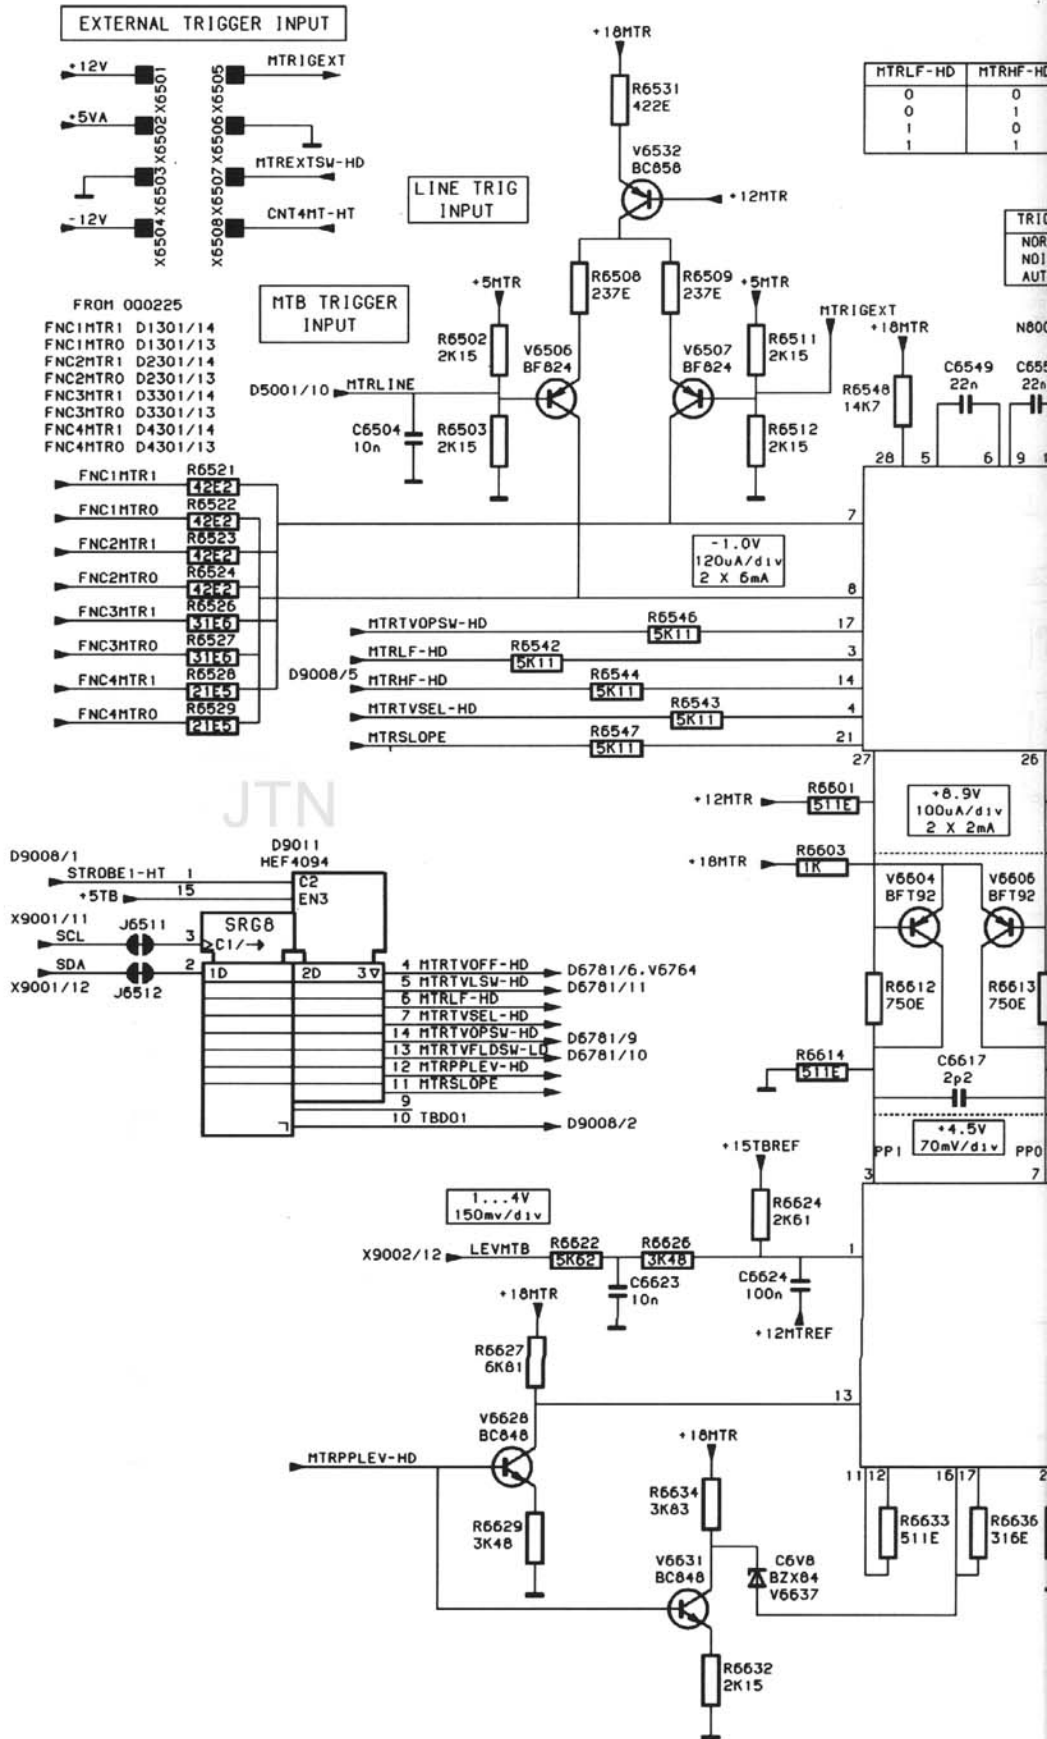 EXTERNAL TRIGGER INPUT
+12V
X6501
X6505
MTRIGEXT
+5VA
X6502
X6506
X6503
X6507
MTREXTSW-HD
-12V
X6504
X6508
CNT4MT-HT
+18MTR
R6531
422E
V6532
BC858
+12MTR
MTRLF-HD MTRHF-HD
0 0
0 1
1 0
1 1
LINE TRIG
INPUT
MTB TRIGGER
INPUT
FROM 000225
FNC1MTR1 D1301/14
FNC1MTR0 D1301/13
FNC2MTR1 D2301/14
FNC2MTR0 D2301/13
FNC3MTR1 D3301/14
FNC3MTR0 D3301/13
FNC4MTR1 D4301/14
FNC4MTR0 D4301/13
+5MTR
R6508
237E
R6509
237E
+5MTR
MTRIGEXT
R6502
2K15
V6506
BF824
V6507
BF824
R6511
2K15
+18MTR
D5001/10
MTRLINE
C6504
10n
R6503
2K15
R6512
2K15
R6548
14K7
C6549
22n
22n
28 5 6 9
FNC1MTR1 R6521
42E2
FNC1MTR0 R6522
42E2
FNC2MTR1 R6523
42E2
FNC2MTR0 R6524
42E2
FNC3MTR1 R6526
31E6
FNC3MTR0 R6527
31E6
FNC4MTR1 R6528
21E5
FNC4MTR0 R6529
21E5
7
-1.0V
120uA/div
2 X 6mA
8
MTRTVOPSW-HD R6546
5K11
17
MTRLF-HD R6542
5K11
3
D9008/5
MTRHF-HD R6544
5K11
14
MTRTVSEL-HD R6543
5K11
4
MTRSLOPE R6547
5K11
21
27 26
JTN
+12MTR R6601
511E
+8.9V
100uA/div
2 X 2mA
+18MTR R6603
1K
V6604
BFT92
V6606
BFT92
R6612
750E
R6613
750E
R6614
511E
C6617
2p2
+4.5V
70mV/div
PP1 PP0
3 7
D9011
HEF4094
D9008/1
STROBE1-HT 1
C2
+5TB 15
EN3
X9001/11
J6511
SRG8
SCL 3
C1/→
SDA 2
X9001/12
J6512
1D 2D 3▽
4 MTRTVOFF-HD D6781/6.V6764
5 MTRTVLSW-HD D6781/11
6 MTRLF-HD
7 MTRTVSEL-HD
14 MTRTVOPSW-HD D6781/9
13 MTRTVFLDSW-LD D6781/10
12 MTRPPLEV-HD
11 MTRSLOPE
9
10 TBDO1 D9008/2
1...4V
150mv/div
+15TBREF
R6624
2K61
X9002/12 LEVMTB R6622
5K62
R6626
3K48
1
C6623
10n
C6624
100n
+12MTREF
+18MTR
R6627
6K81
13
V6628
BC848
MTRPPLEV-HD
R6629
3K48
+18MTR
R6634
3K83
V6631
BC848
C6V8
BZX84
V6637
R6632
2K15
11 12 16 17
R6633
511E
R6636
316E